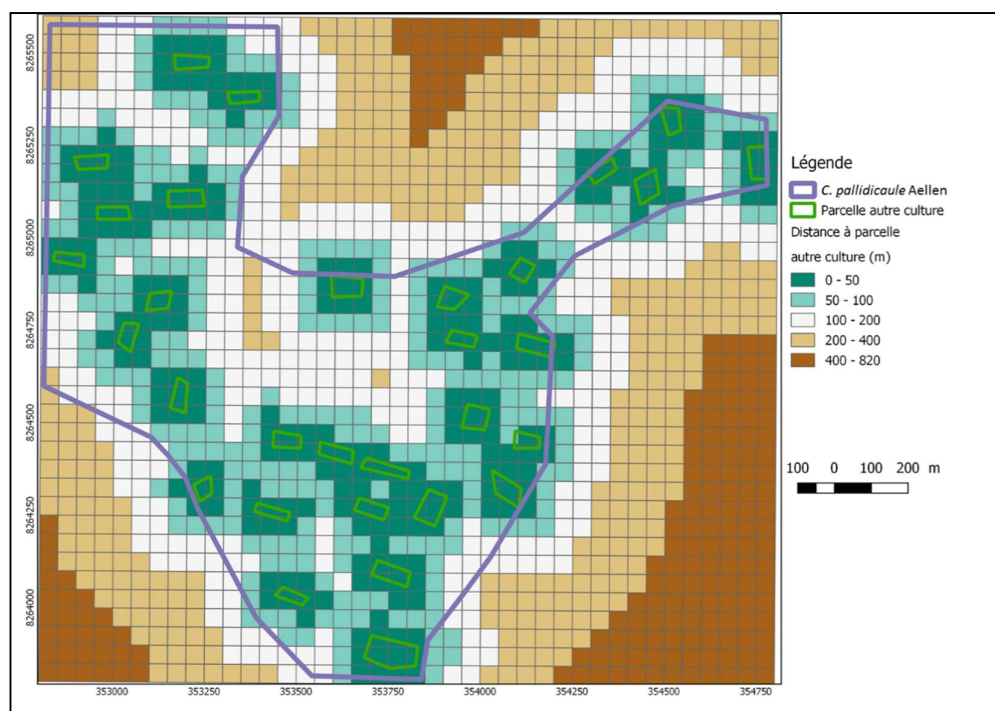 8265500
8265250
8265000
8264750
8264500
8264250
8264000
353000 353250 353500 353750 354000 354250 354500 354750
Légende
C. pallidicaule Aellen
Parcelle autre culture
Distance à parcelle
autre culture (m)
0 - 50
50 - 100
100 - 200
200 - 400
400 - 820
100 0 100 200 m